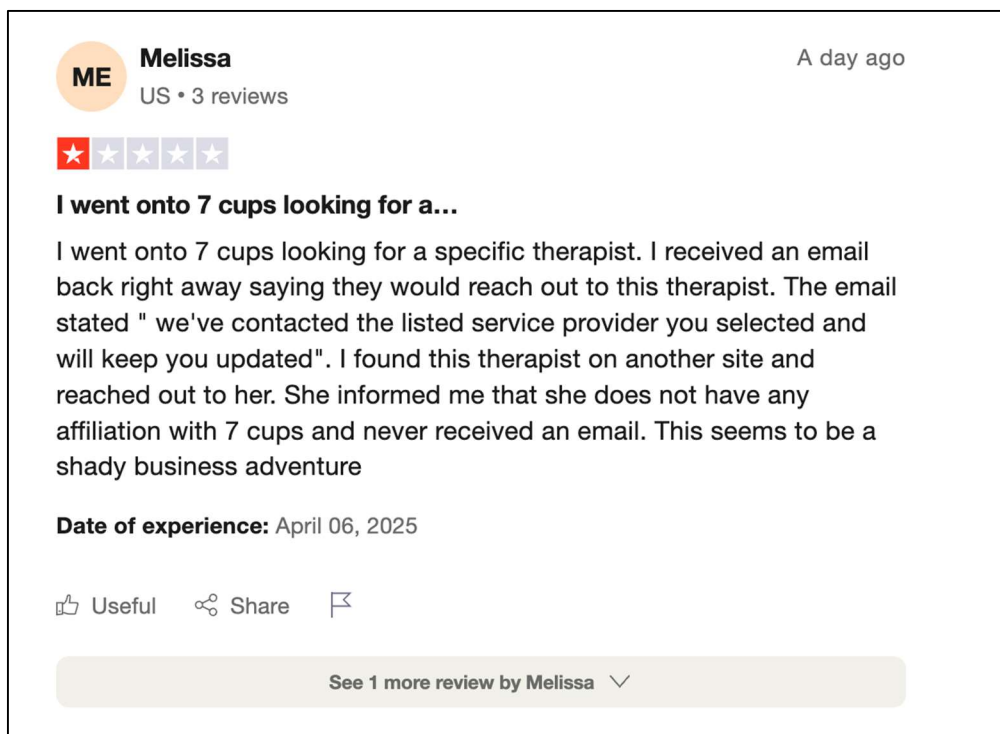 ME
Melissa
A day ago
US • 3 reviews
I went onto 7 cups looking for a...
I went onto 7 cups looking for a specific therapist. I received an email
back right away saying they would reach out to this therapist. The email
stated " we've contacted the listed service provider you selected and
will keep you updated". I found this therapist on another site and
reached out to her. She informed me that she does not have any
affiliation with 7 cups and never received an email. This seems to be a
shady business adventure
Date of experience: April 06, 2025
Useful Share
See 1 more review by Melissa